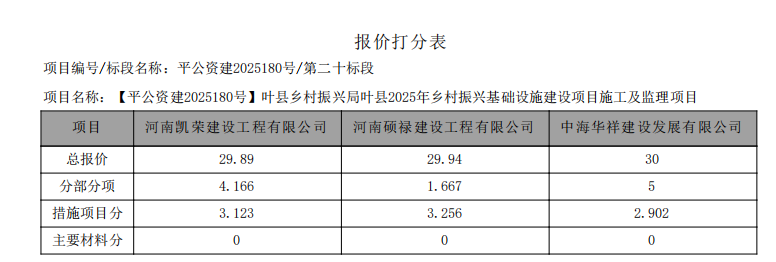 报价打分表
项目编号/标段名称: 平公资建2025180号/第二十标段
项目名称: 【平公资建2025180号】叶县乡村振兴局叶县2025年乡村振兴基础设施建设项目施工及监理项目
项目 河南凯荣建设工程有限公司 河南硕禄建设工程有限公司 中海华祥建设发展有限公司
总报价 29.89 29.94 30
分部分项 4.166 1.667 5
措施项目分 3.123 3.256 2.902
主要材料分 0 0 0